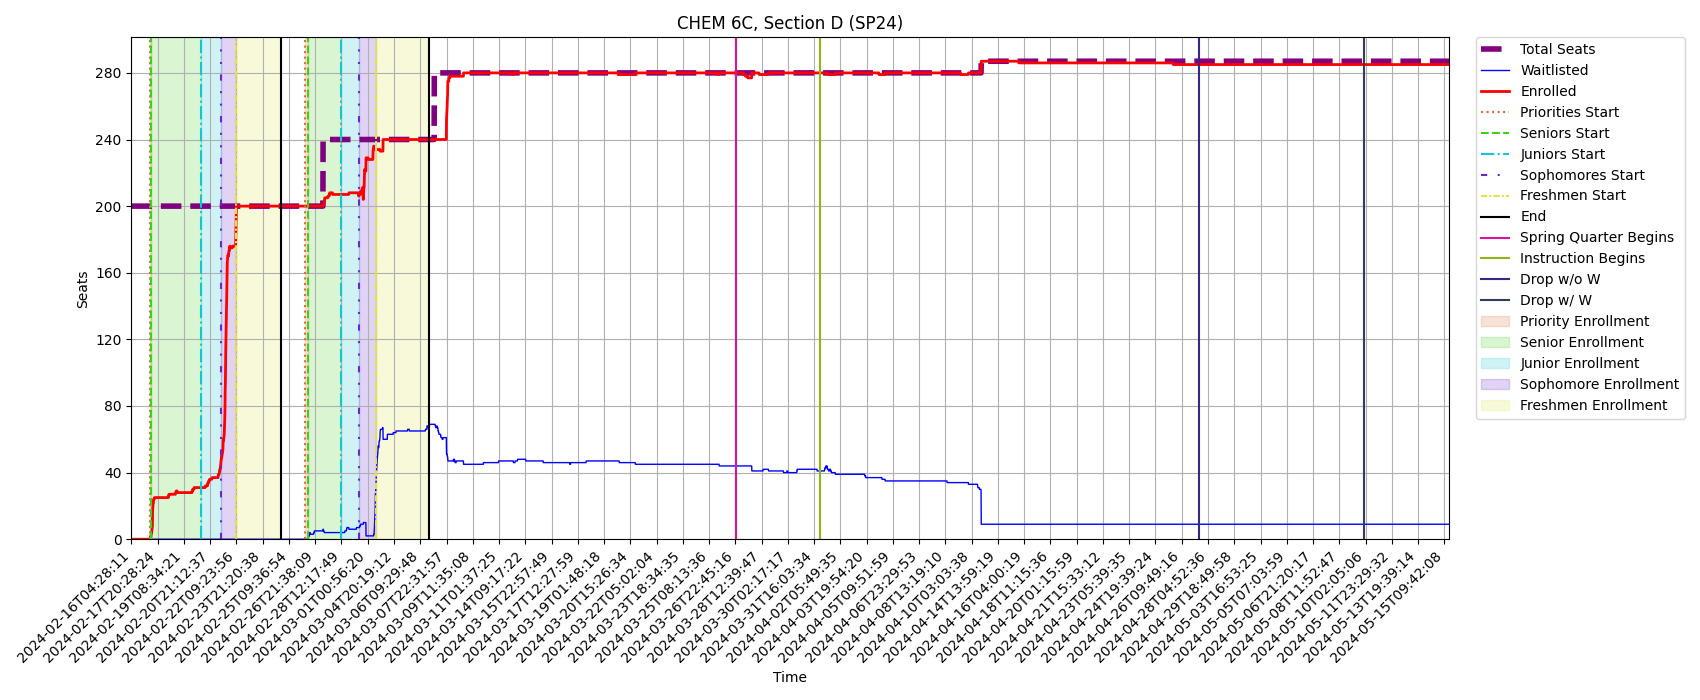 CHEM 6C, Section D (SP24)
Seats
280
240
200
160
120
80
40
0
2024-02-16T04:28:11
2024-02-17T20:28:24
2024-02-19T08:34:21
2024-02-20T21:12:37
2024-02-22T09:23:56
2024-02-23T21:20:38
2024-02-25T09:36:54
2024-02-26T21:38:09
2024-02-28T12:17:49
2024-03-01T00:56:20
2024-03-04T20:19:12
2024-03-06T09:29:48
2024-03-07T22:31:57
2024-03-09T11:35:08
2024-03-11T01:37:25
2024-03-14T09:17:22
2024-03-15T22:57:49
2024-03-17T12:27:59
2024-03-19T01:48:18
2024-03-20T15:26:34
2024-03-22T05:02:04
2024-03-23T18:34:35
2024-03-25T08:13:36
2024-03-26T22:45:16
2024-03-28T12:39:47
2024-03-30T02:17:17
2024-03-31T16:03:34
2024-04-02T05:49:35
2024-04-03T19:54:20
2024-04-05T09:51:59
2024-04-06T23:29:53
2024-04-08T13:19:10
2024-04-10T03:03:38
2024-04-14T13:59:19
2024-04-16T04:00:19
2024-04-18T11:15:36
2024-04-20T01:15:59
2024-04-21T15:33:12
2024-04-23T05:39:35
2024-04-24T19:39:24
2024-04-26T09:49:16
2024-04-28T04:52:36
2024-04-29T18:49:58
2024-05-03T16:53:25
2024-05-05T07:03:59
2024-05-06T21:20:17
2024-05-08T11:52:47
2024-05-10T02:05:06
2024-05-11T23:29:32
2024-05-13T19:39:14
2024-05-15T09:42:08
Time
Total Seats
Waitlisted
Enrolled
Priorities Start
Seniors Start
Juniors Start
Sophomores Start
Freshmen Start
End
Spring Quarter Begins
Instruction Begins
Drop w/o W
Drop w/ W
Priority Enrollment
Senior Enrollment
Junior Enrollment
Sophomore Enrollment
Freshmen Enrollment